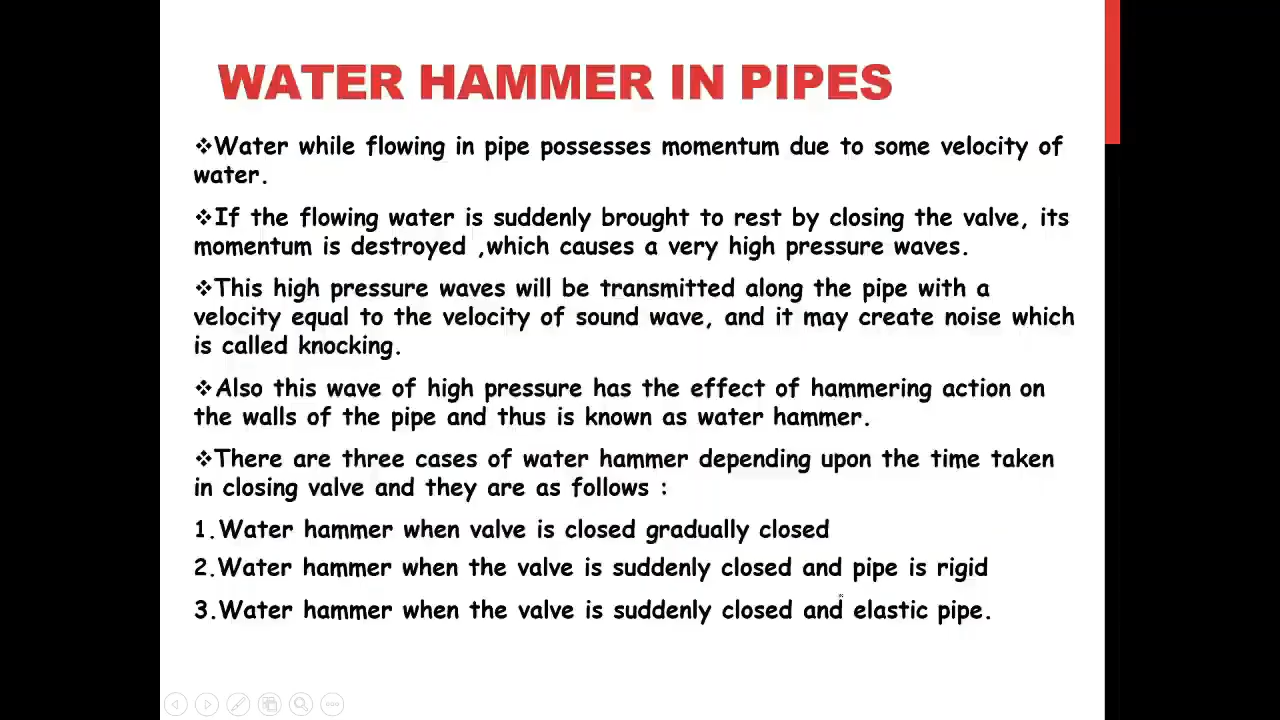 WATER HAMMER IN PIPES
❖Water while flowing in pipe possesses momentum due to some velocity of
water.
❖If the flowing water is suddenly brought to rest by closing the valve, its
momentum is destroyed ,which causes a very high pressure waves.
❖This high pressure waves will be transmitted along the pipe with a
velocity equal to the velocity of sound wave, and it may create noise which
is called knocking.
❖Also this wave of high pressure has the effect of hammering action on
the walls of the pipe and thus is known as water hammer.
❖There are three cases of water hammer depending upon the time taken
in closing valve and they are as follows :
1.Water hammer when valve is closed gradually closed
2.Water hammer when the valve is suddenly closed and pipe is rigid
3.Water hammer when the valve is suddenly closed and elastic pipe.